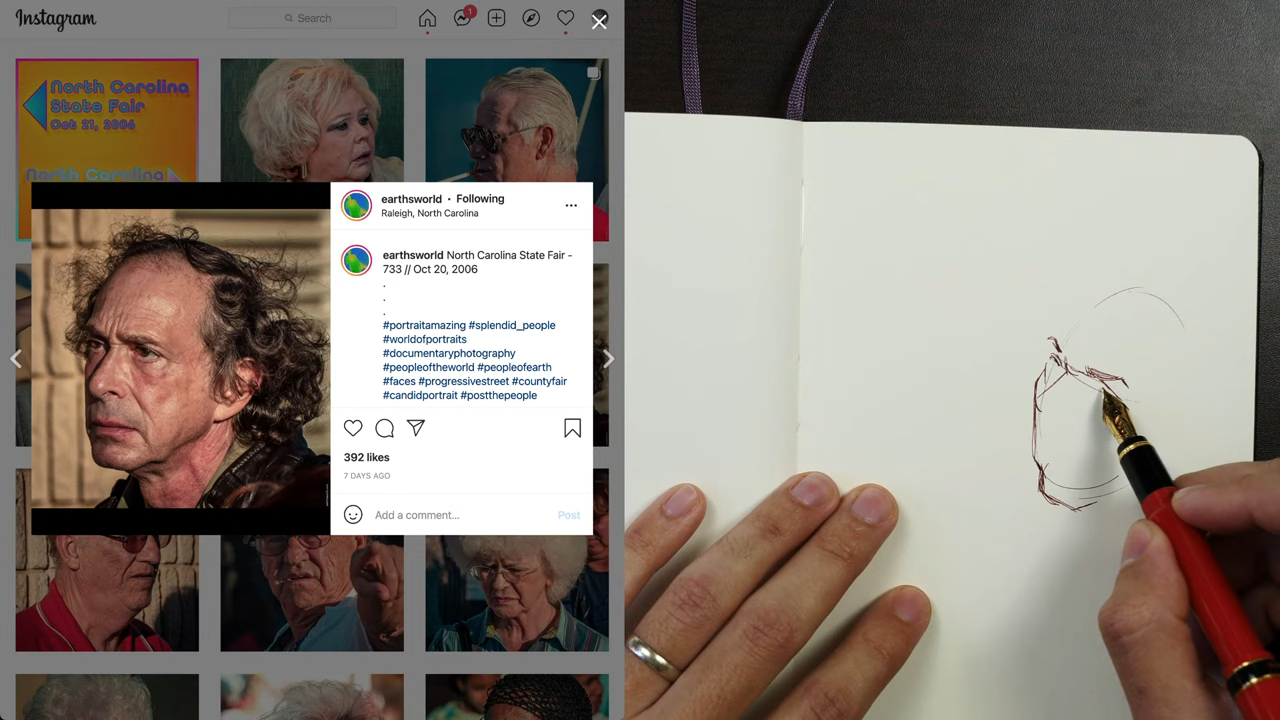 Instagram
Search
1
North Carolina
State Fair
Oct 21, 2006
North Carolina
earthsworld • Following
Raleigh, North Carolina
earthsworld North Carolina State Fair -
733 // Oct 20, 2006
.
.
.
#portraitamazing #splendid_people
#worldofportraits
#documentaryphotography
#peopleoftheworld #peopleofearth
#faces #progressivestreet #countyfair
#candidportrait #postthepeople
392 likes
7 DAYS AGO
Add a comment...
Post